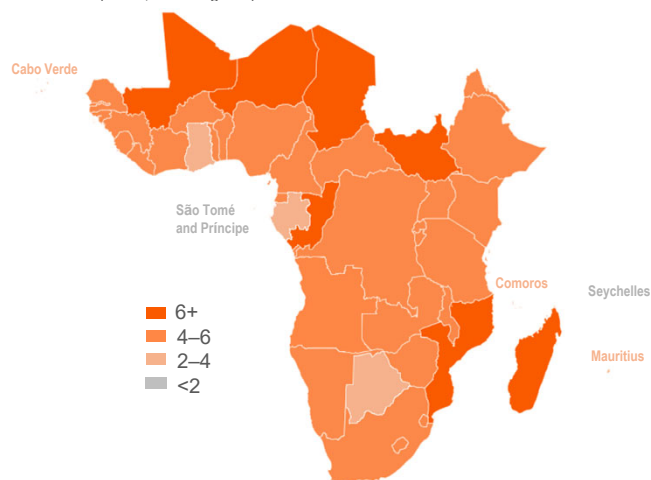 Cabo Verde
São Tomé
and Príncipe
Comoros
Seychelles
Mauritius
6+
4–6
2–4
<2